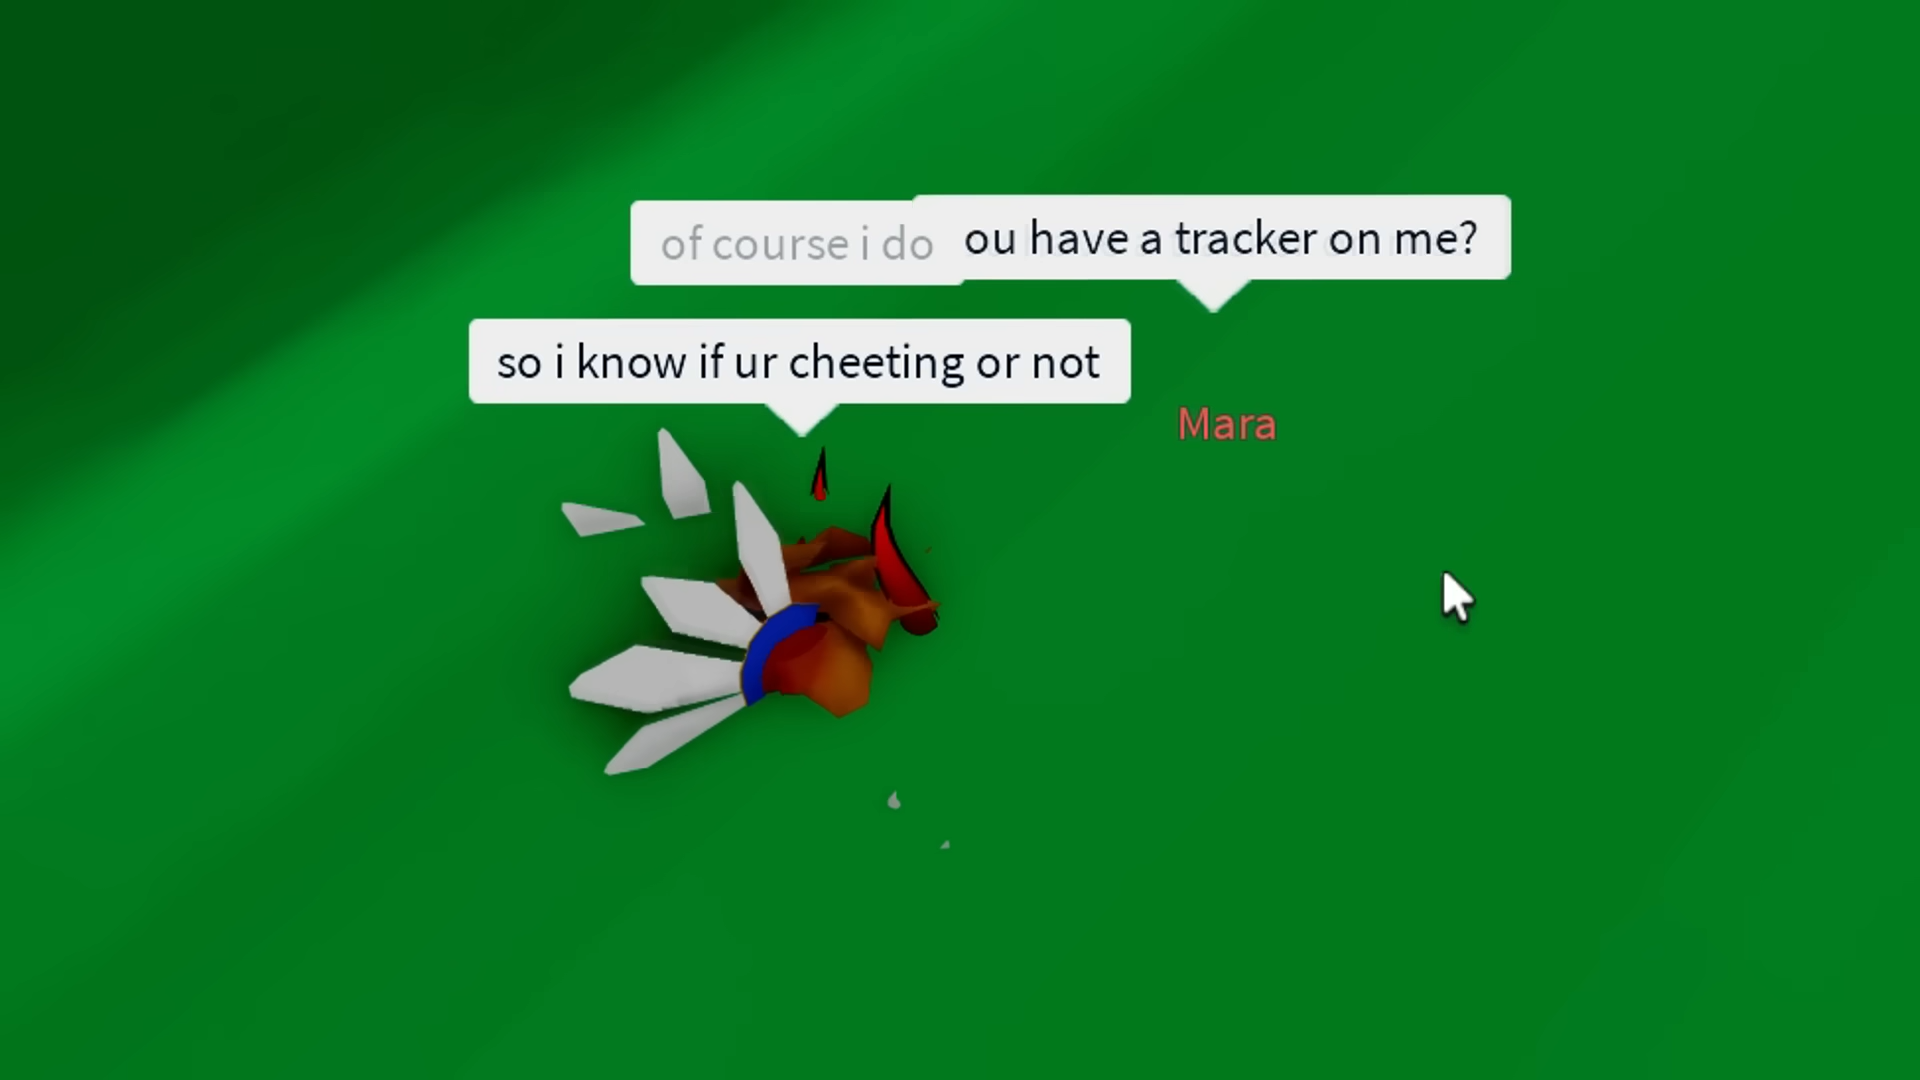 of course i do
ou have a tracker on me?
so i know if ur cheeting or not
Mara